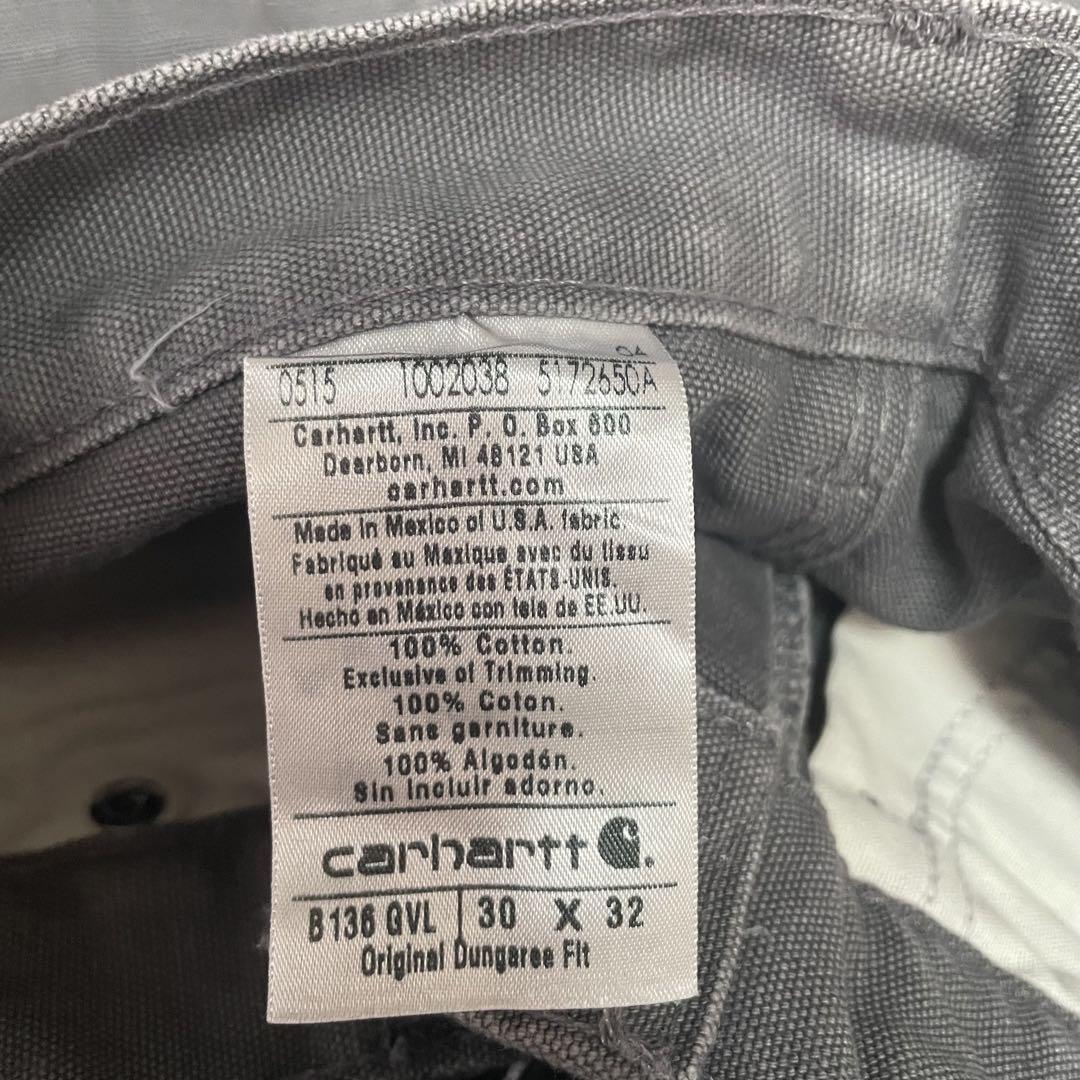 0515 1002038 5172650A
Carhartt, Inc. P. O. Box 600
Dearborn, MI 48121 USA
carhartt.com
Made in Mexico of U.S.A. fabric
Fabriqué au Mexique avec du tissu
en provenance des ÉTATS-UNIS.
Hecho en México con tela de EE.UU.
100% Cotton.
Exclusive of Trimming.
100% Coton.
Sans garniture.
100% Algodón.
Sin incluir adorno.
carhartt
B136 GVL 30 X 32
Original Dungaree Fit